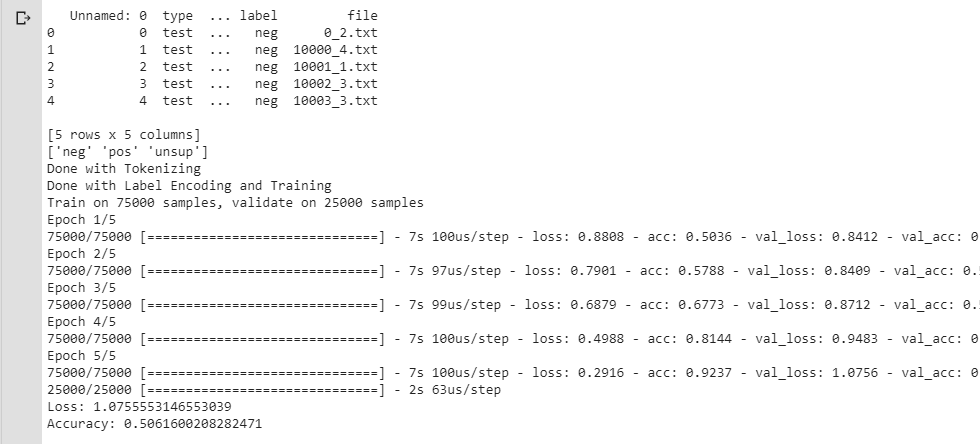 Unnamed: 0 type ... label file
0 0 test ... neg 0_2.txt
1 1 test ... neg 10000_4.txt
2 2 test ... neg 10001_1.txt
3 3 test ... neg 10002_3.txt
4 4 test ... neg 10003_3.txt
[5 rows x 5 columns]
['neg' 'pos' 'unsup']
Done with Tokenizing
Done with Label Encoding and Training
Train on 75000 samples, validate on 25000 samples
Epoch 1/5
75000/75000 [==============================] - 7s 100us/step - loss: 0.8808 - acc: 0.5036 - val_loss: 0.8412 - val_acc: 0
Epoch 2/5
75000/75000 [==============================] - 7s 97us/step - loss: 0.7901 - acc: 0.5788 - val_loss: 0.8409 - val_acc: 0.
Epoch 3/5
75000/75000 [==============================] - 7s 99us/step - loss: 0.6879 - acc: 0.6773 - val_loss: 0.8712 - val_acc: 0.
Epoch 4/5
75000/75000 [==============================] - 7s 100us/step - loss: 0.4988 - acc: 0.8144 - val_loss: 0.9483 - val_acc: 0
Epoch 5/5
75000/75000 [==============================] - 7s 100us/step - loss: 0.2916 - acc: 0.9237 - val_loss: 1.0756 - val_acc: 0
25000/25000 [==============================] - 2s 63us/step
Loss: 1.0755553146553039
Accuracy: 0.5061600208282471